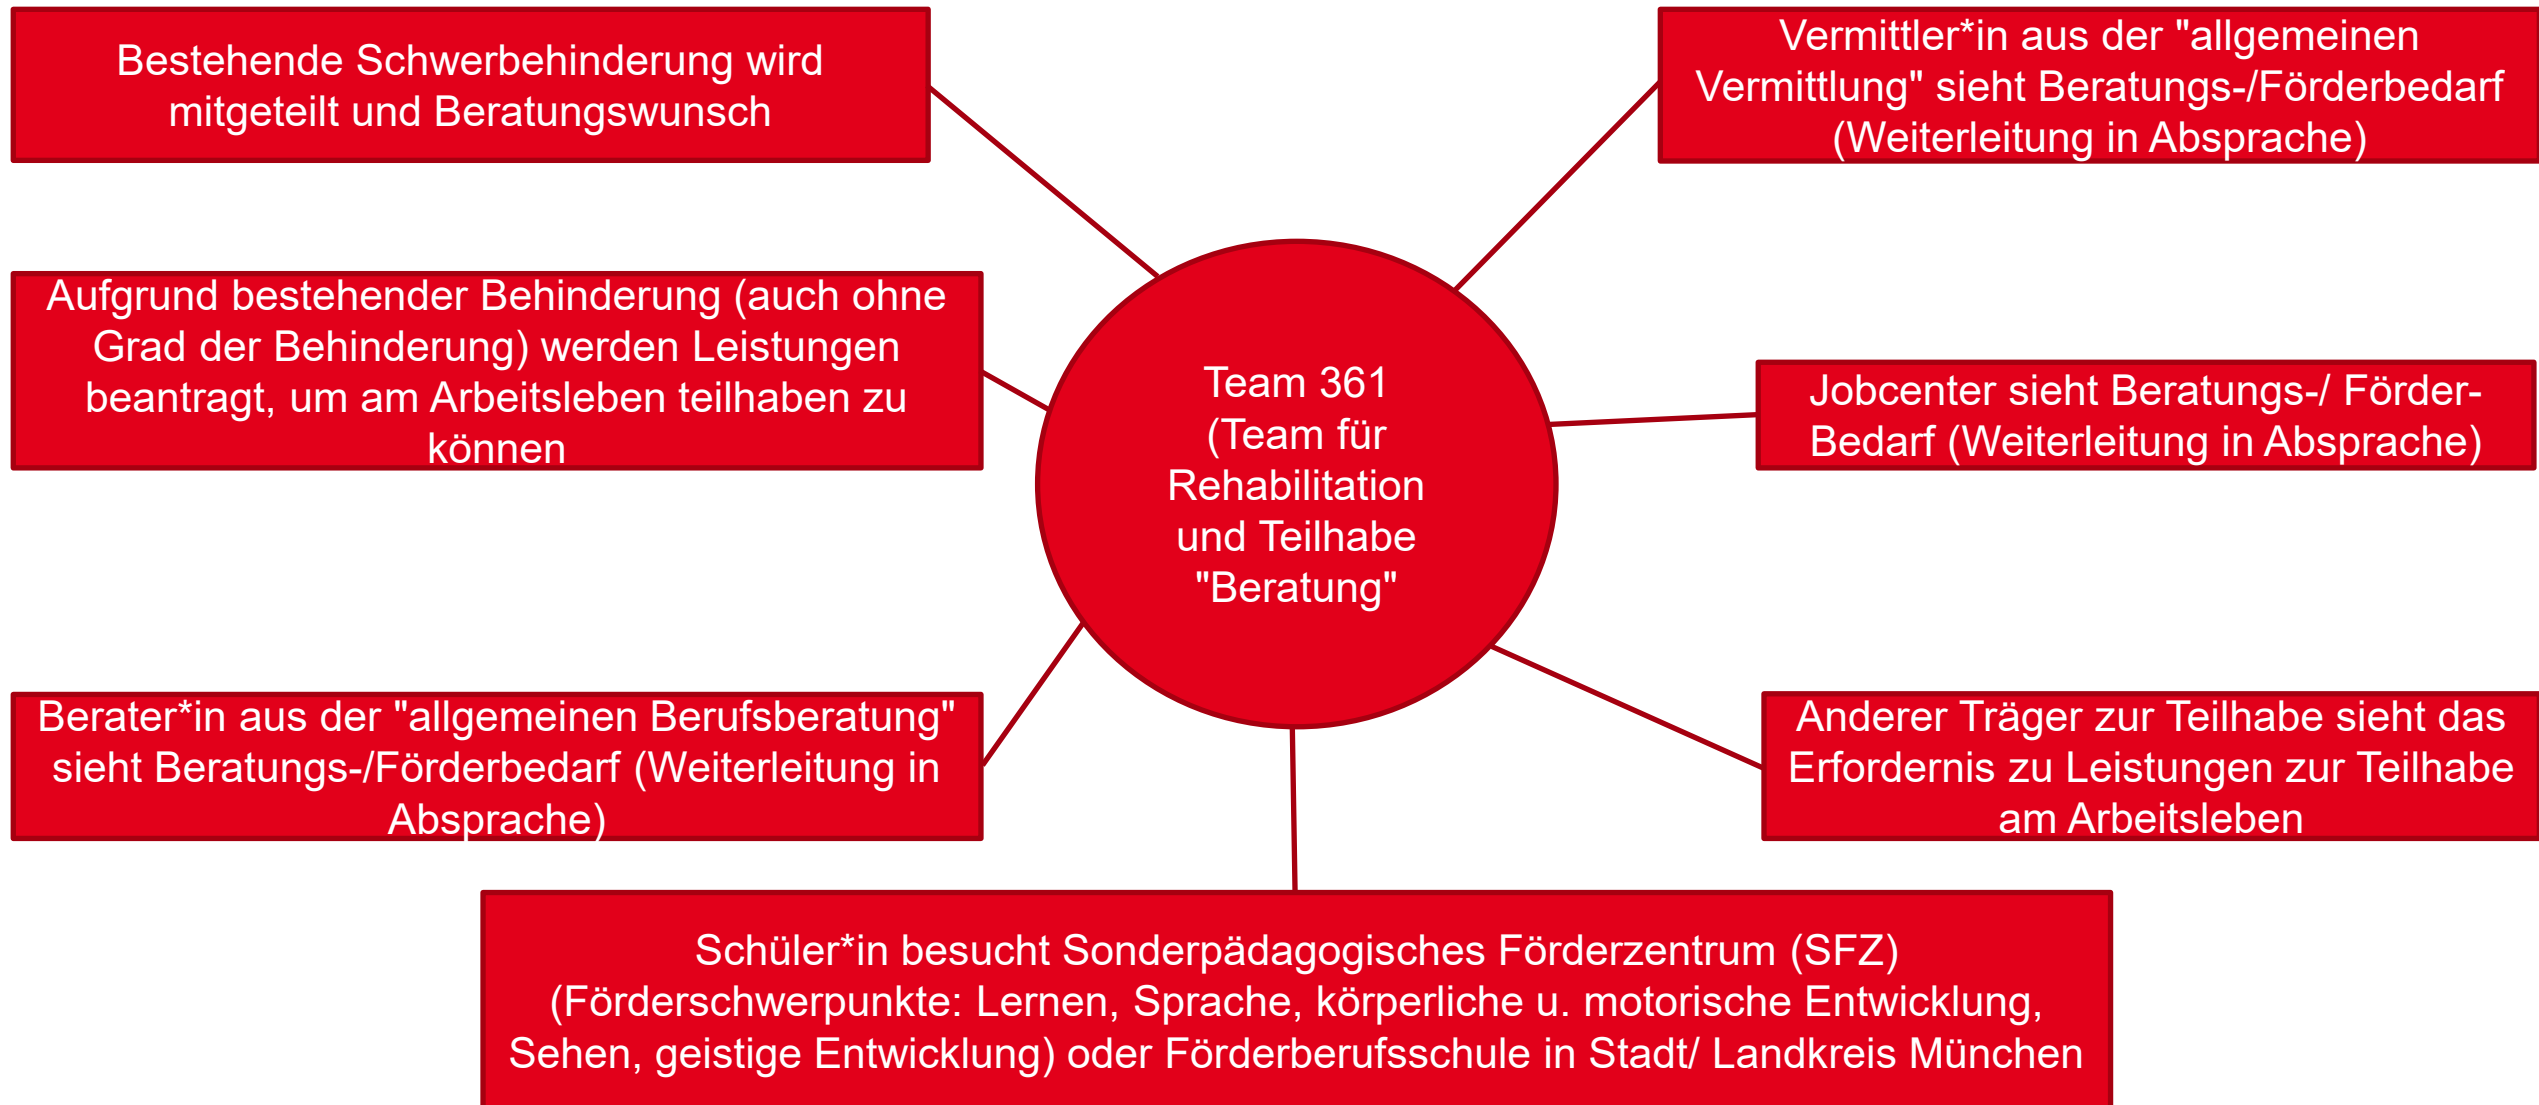 Bestehende Schwerbehinderung wird
mitgeteilt und Beratungswunsch
Vermittler*in aus der "allgemeinen
Vermittlung" sieht Beratungs-/Förderbedarf
(Weiterleitung in Absprache)
Aufgrund bestehender Behinderung (auch ohne
Grad der Behinderung) werden Leistungen
beantragt, um am Arbeitsleben teilhaben zu
können
Team 361
(Team für
Rehabilitation
und Teilhabe
"Beratung"
Jobcenter sieht Beratungs-/ Förder-
Bedarf (Weiterleitung in Absprache)
Berater*in aus der "allgemeinen Berufsberatung"
sieht Beratungs-/Förderbedarf (Weiterleitung in
Absprache)
Anderer Träger zur Teilhabe sieht das
Erfordernis zu Leistungen zur Teilhabe
am Arbeitsleben
Schüler*in besucht Sonderpädagogisches Förderzentrum (SFZ)
(Förderschwerpunkte: Lernen, Sprache, körperliche u. motorische Entwicklung,
Sehen, geistige Entwicklung) oder Förderberufsschule in Stadt/ Landkreis München